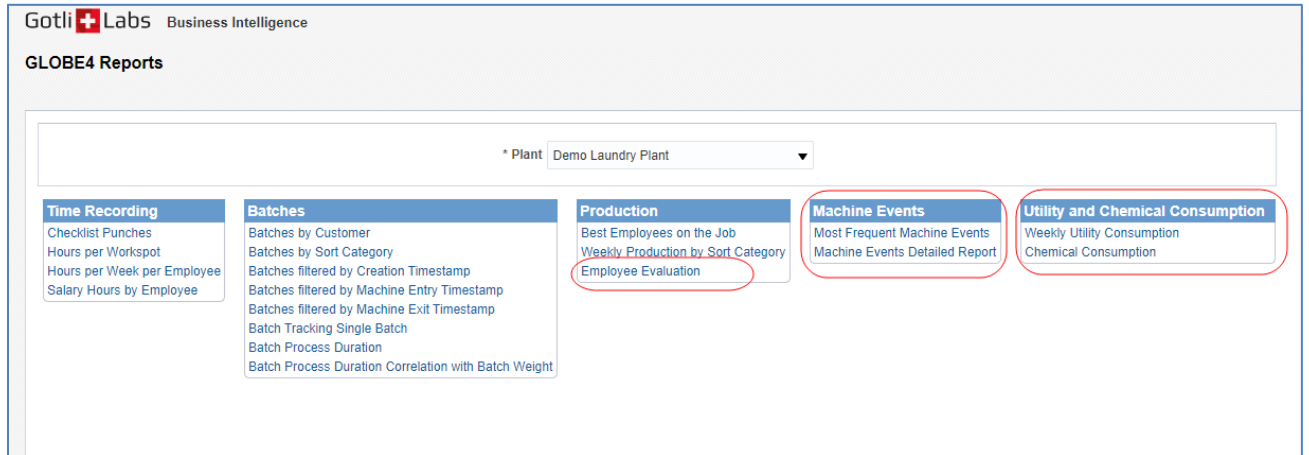 Gotli Labs Business Intelligence
GLOBE4 Reports
* Plant Demo Laundry Plant
Time Recording
Checklist Punches
Hours per Workspot
Hours per Week per Employee
Salary Hours by Employee
Batches
Batches by Customer
Batches by Sort Category
Batches filtered by Creation Timestamp
Batches filtered by Machine Entry Timestamp
Batches filtered by Machine Exit Timestamp
Batch Tracking Single Batch
Batch Process Duration
Batch Process Duration Correlation with Batch Weight
Production
Best Employees on the Job
Weekly Production by Sort Category
Employee Evaluation
Machine Events
Most Frequent Machine Events
Machine Events Detailed Report
Utility and Chemical Consumption
Weekly Utility Consumption
Chemical Consumption